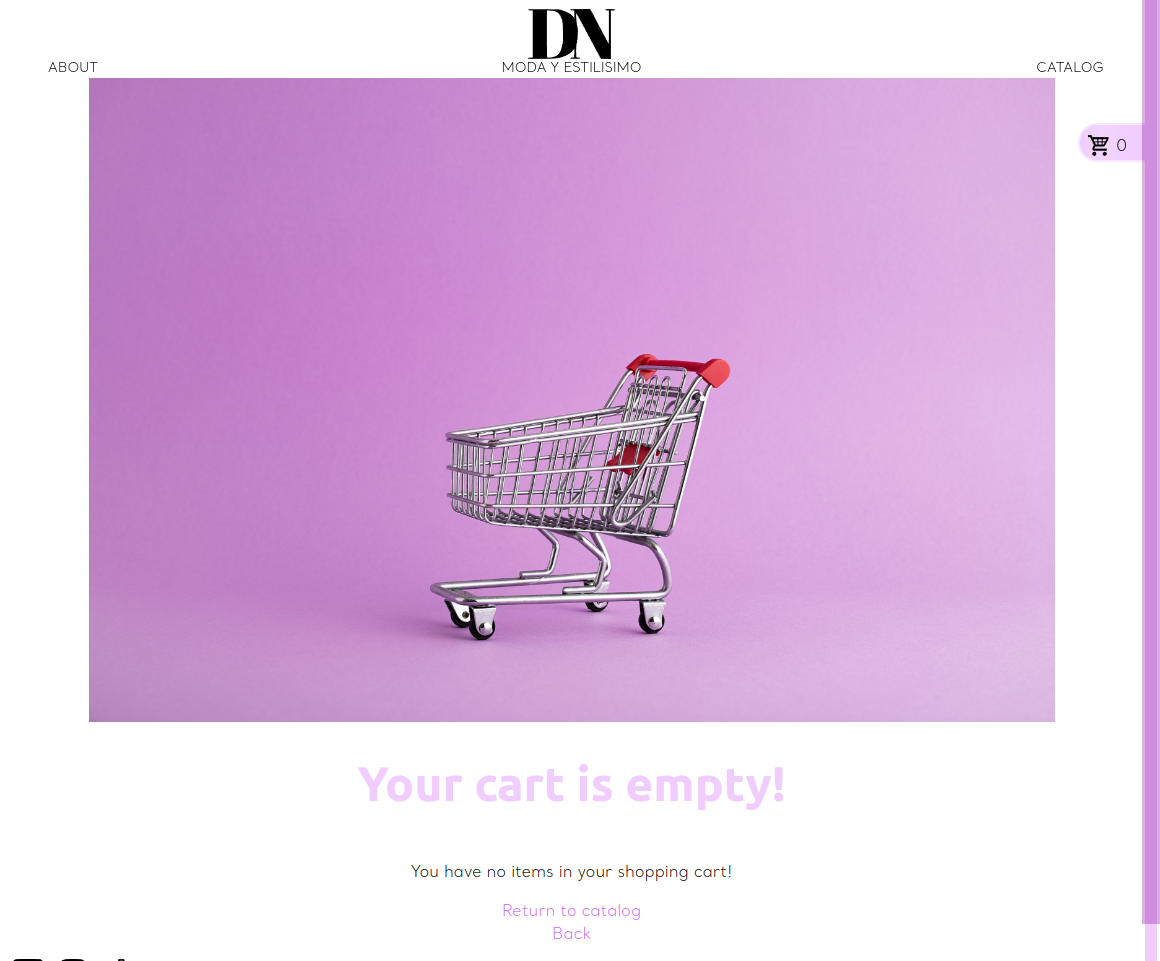 DN
ABOUT
MODA Y ESTILISIMO
CATALOG
0
Your cart is empty!
You have no items in your shopping cart!
Return to catalog
Back